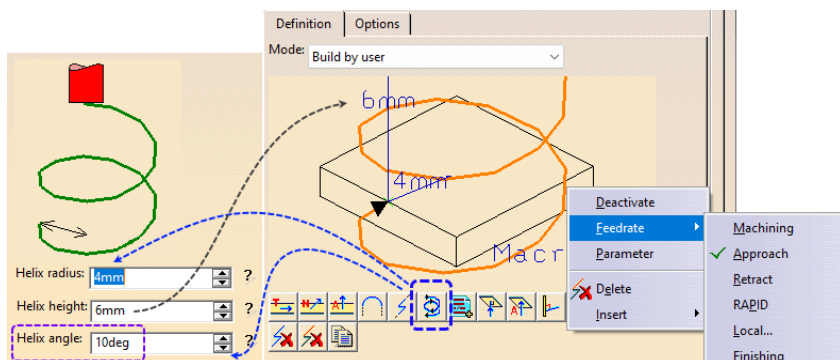 Definition
Options
Mode: Build by user
6mm
4mm
Macr
Helix radius: 4mm ?
Helix height: 6mm ?
Helix angle: 10deg ?
Deactivate
Feedrate
Parameter
Delete
Insert
Machining
Approach
Retract
RAPID
Local...
Finishing